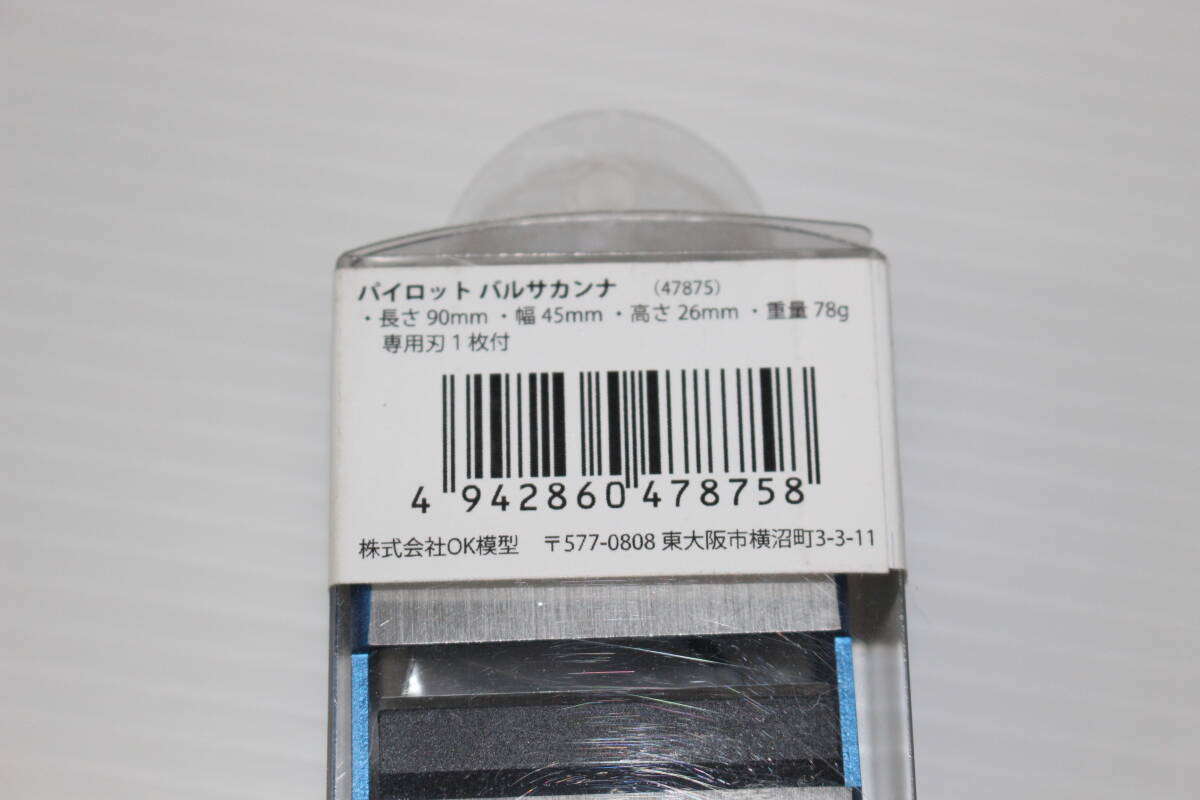 パイロット バルサカンナ （47875）
・長さ 90mm ・幅 45mm ・高さ 26mm ・重量 78g
専用刃 1 枚付
4 942860 478758
株式会社OK模型 〒577-0808 東大阪市横沼町3-3-11